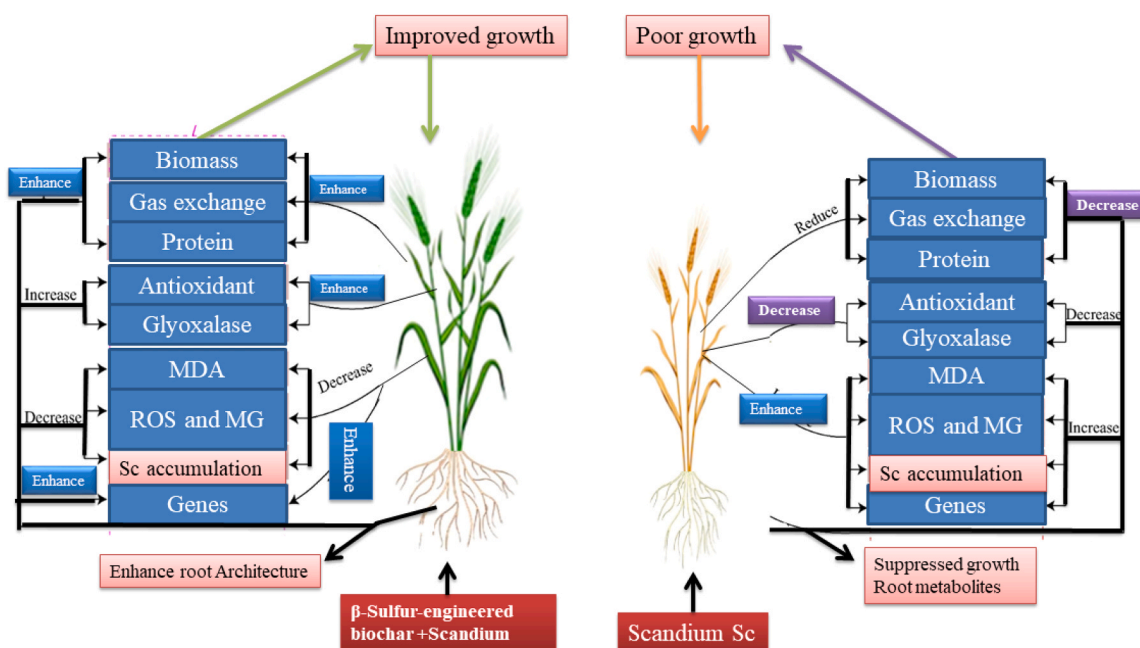 Improved growth
Poor growth
Enhance
Biomass
Gas exchange
Protein
Enhance
Increase
Antioxidant
Glyoxalase
Enhance
Decrease
MDA
ROS and MG
Sc accumulation
Decrease
Enhance
Genes
Enhance
Enhance root Architecture
β-Sulfur-engineered
biochar +Scandium
Reduce
Biomass
Gas exchange
Protein
Decrease
Decrease
Antioxidant
Glyoxalase
Decrease
Enhance
MDA
ROS and MG
Sc accumulation
Genes
Increase
Suppressed growth
Root metabolites
Scandium Sc